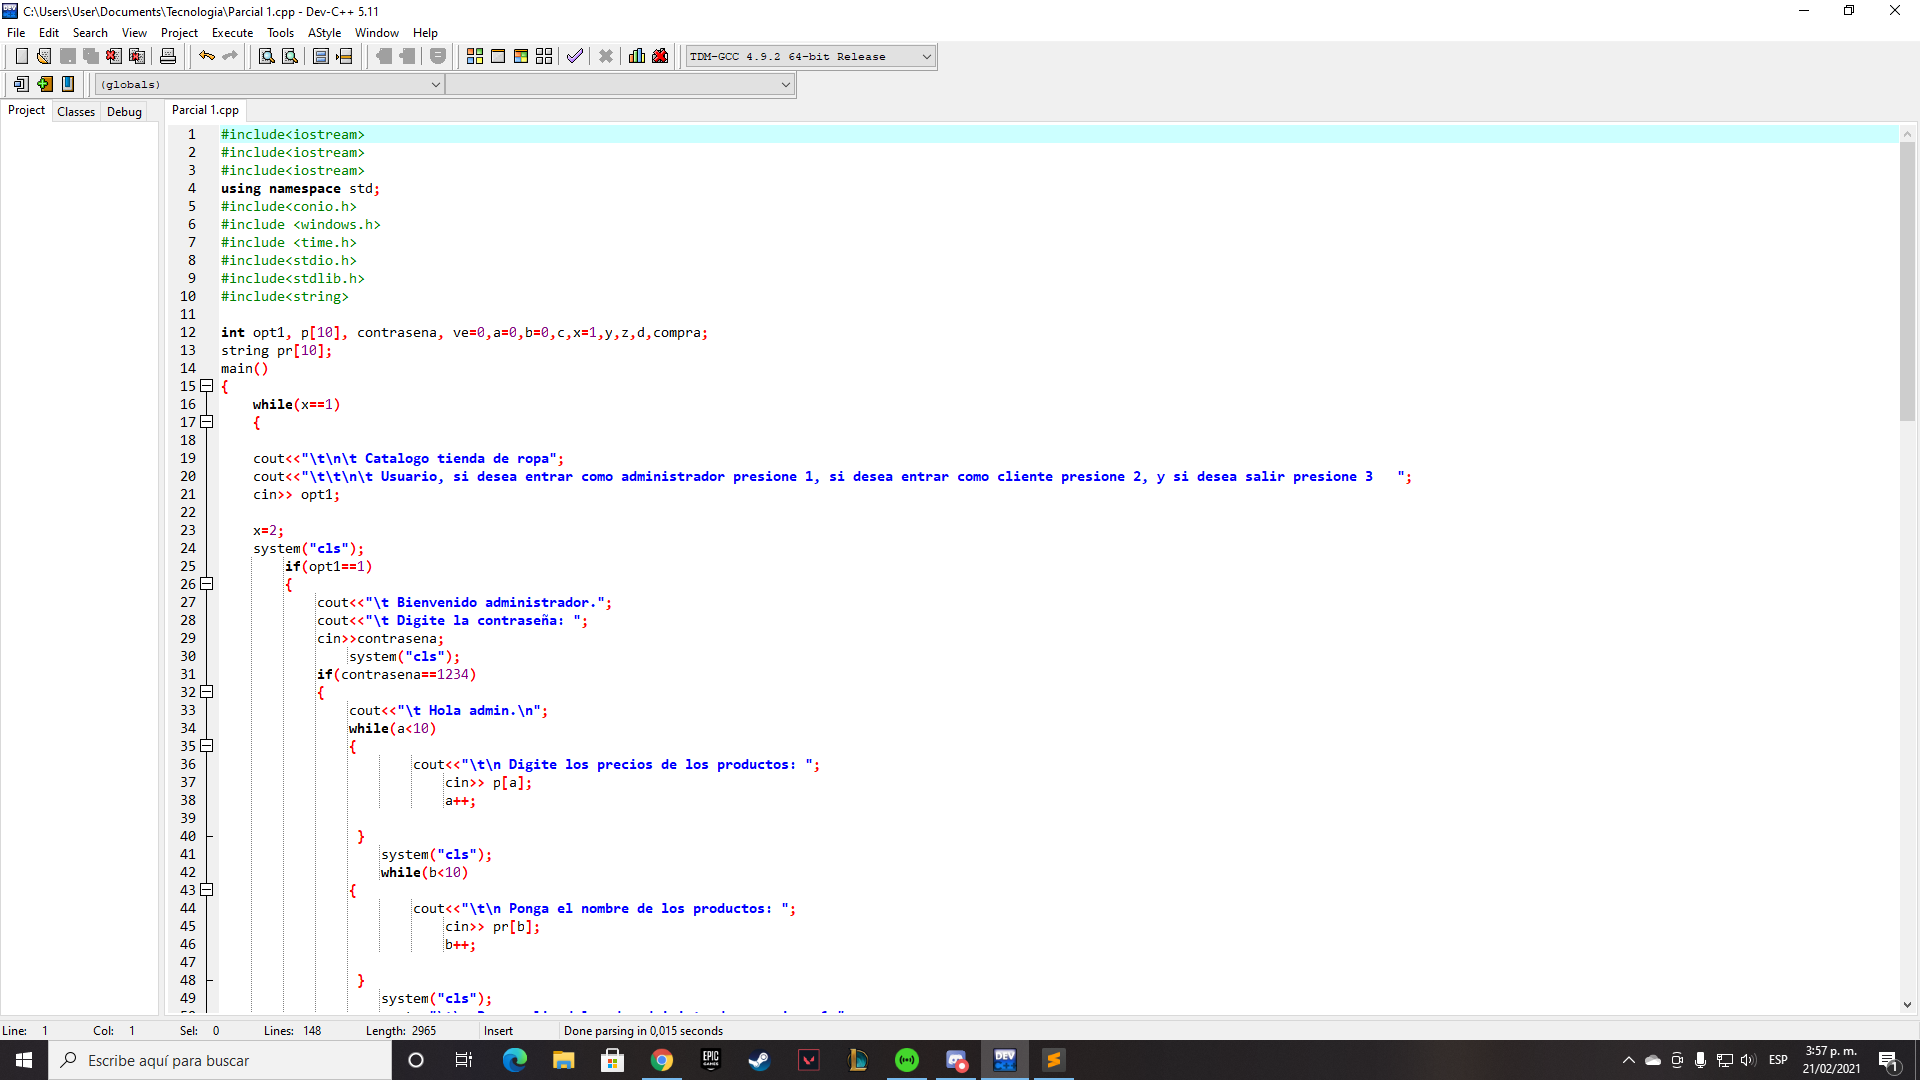 C:\Users\User\Documents\Tecnologia\Parcial 1.cpp - Dev-C++ 5.11
File Edit Search View Project Execute Tools AStyle Window Help
TDM-GCC 4.9.2 64-bit Release
(globals)
Project Classes Debug Parcial 1.cpp
1 #include<iostream>
2 #include<iostream>
3 #include<iostream>
4 using namespace std;
5 #include<conio.h>
6 #include <windows.h>
7 #include <time.h>
8 #include<stdio.h>
9 #include<stdlib.h>
10 #include<string>
11
12 int opt1, p[10], contrasena, ve=0,a=0,b=0,c,x=1,y,z,d,compra;
13 string pr[10];
14 main()
15 {
16 while(x==1)
17 {
18
19 cout<<"\t\n\t Catalogo tienda de ropa";
20 cout<<"\t\t\n\t Usuario, si desea entrar como administrador presione 1, si desea entrar como cliente presione 2, y si desea salir presione 3   ";
21 cin>> opt1;
22
23 x=2;
24 system("cls");
25 if(opt1==1)
26 {
27 cout<<"\t Bienvenido administrador.";
28 cout<<"\t Digite la contraseña: ";
29 cin>>contrasena;
30 system("cls");
31 if(contrasena==1234)
32 {
33 cout<<"\t Hola admin.\n";
34 while(a<10)
35 {
36 cout<<"\t\n Digite los precios de los productos: ";
37 cin>> p[a];
38 a++;
39
40 }
41 system("cls");
42 while(b<10)
43 {
44 cout<<"\t\n Ponga el nombre de los productos: ";
45 cin>> pr[b];
46 b++;
47
48 }
49 system("cls");
Line: 1 Col: 1 Sel: 0 Lines: 148 Length: 2965 Insert Done parsing in 0,015 seconds
Escribe aquí para buscar
EPIC GAMES
DEV C++
ESP
3:57 p. m.
21/02/2021
1